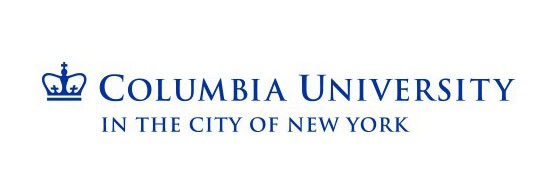 COLUMBIA UNIVERSITY
IN THE CITY OF NEW YORK